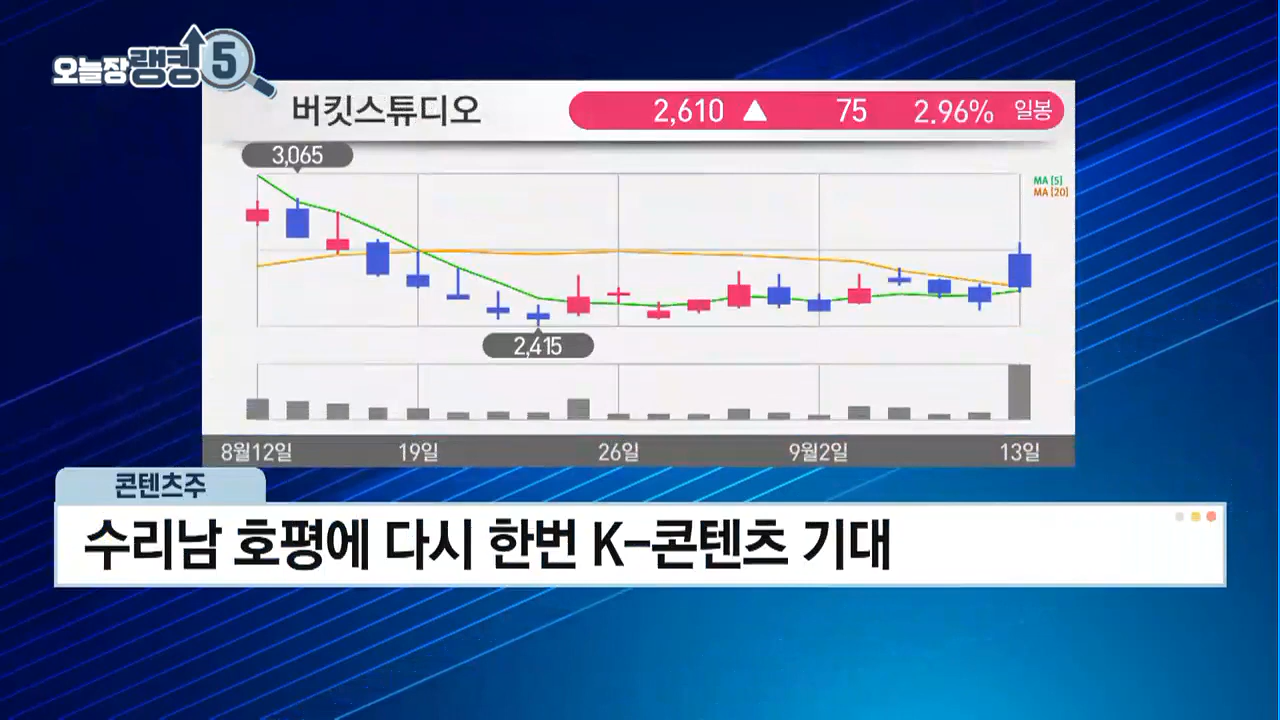 오늘장 랭킹 5
버킷스튜디오 2,610 ▲ 75 2.96% 일봉
3,065
MA [5]
MA [20]
2,415
8월12일 19일 26일 9월2일 13일
콘텐츠주
수리남 호평에 다시 한번 K-콘텐츠 기대